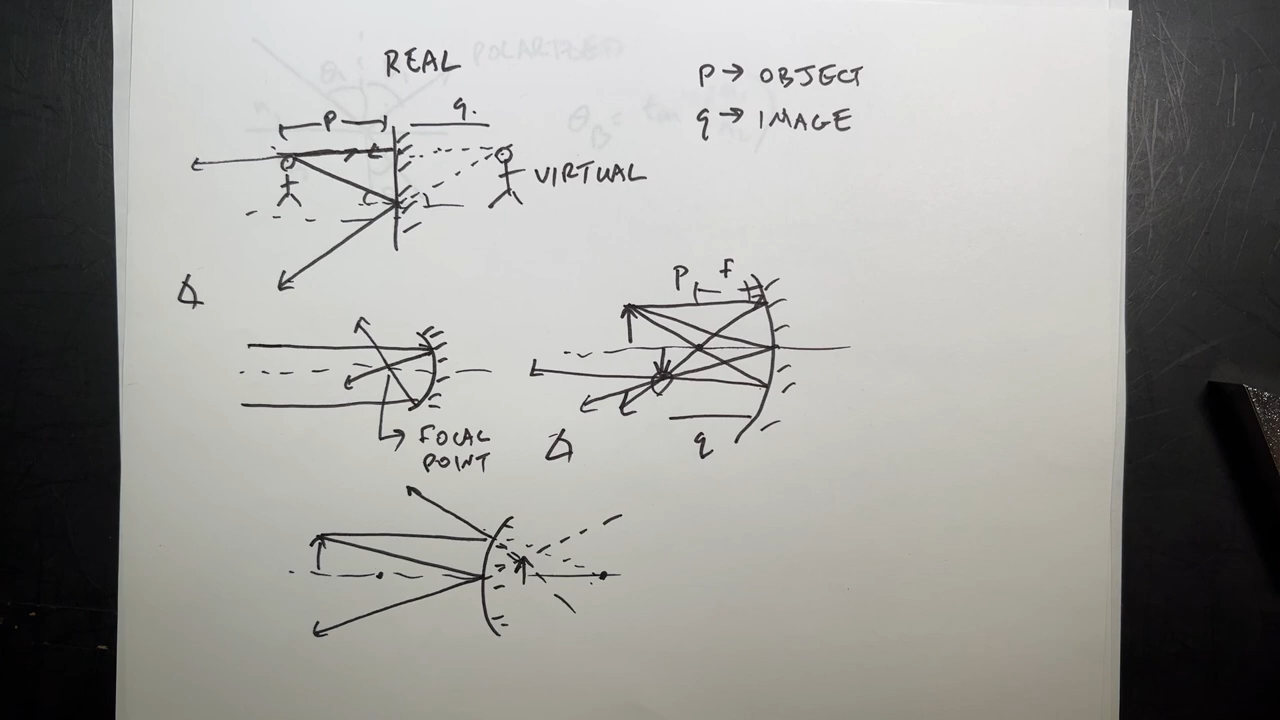 REAL
P → OBJECT
q → IMAGE
P
q.
VIRTUAL
P
f
FOCAL
POINT
q